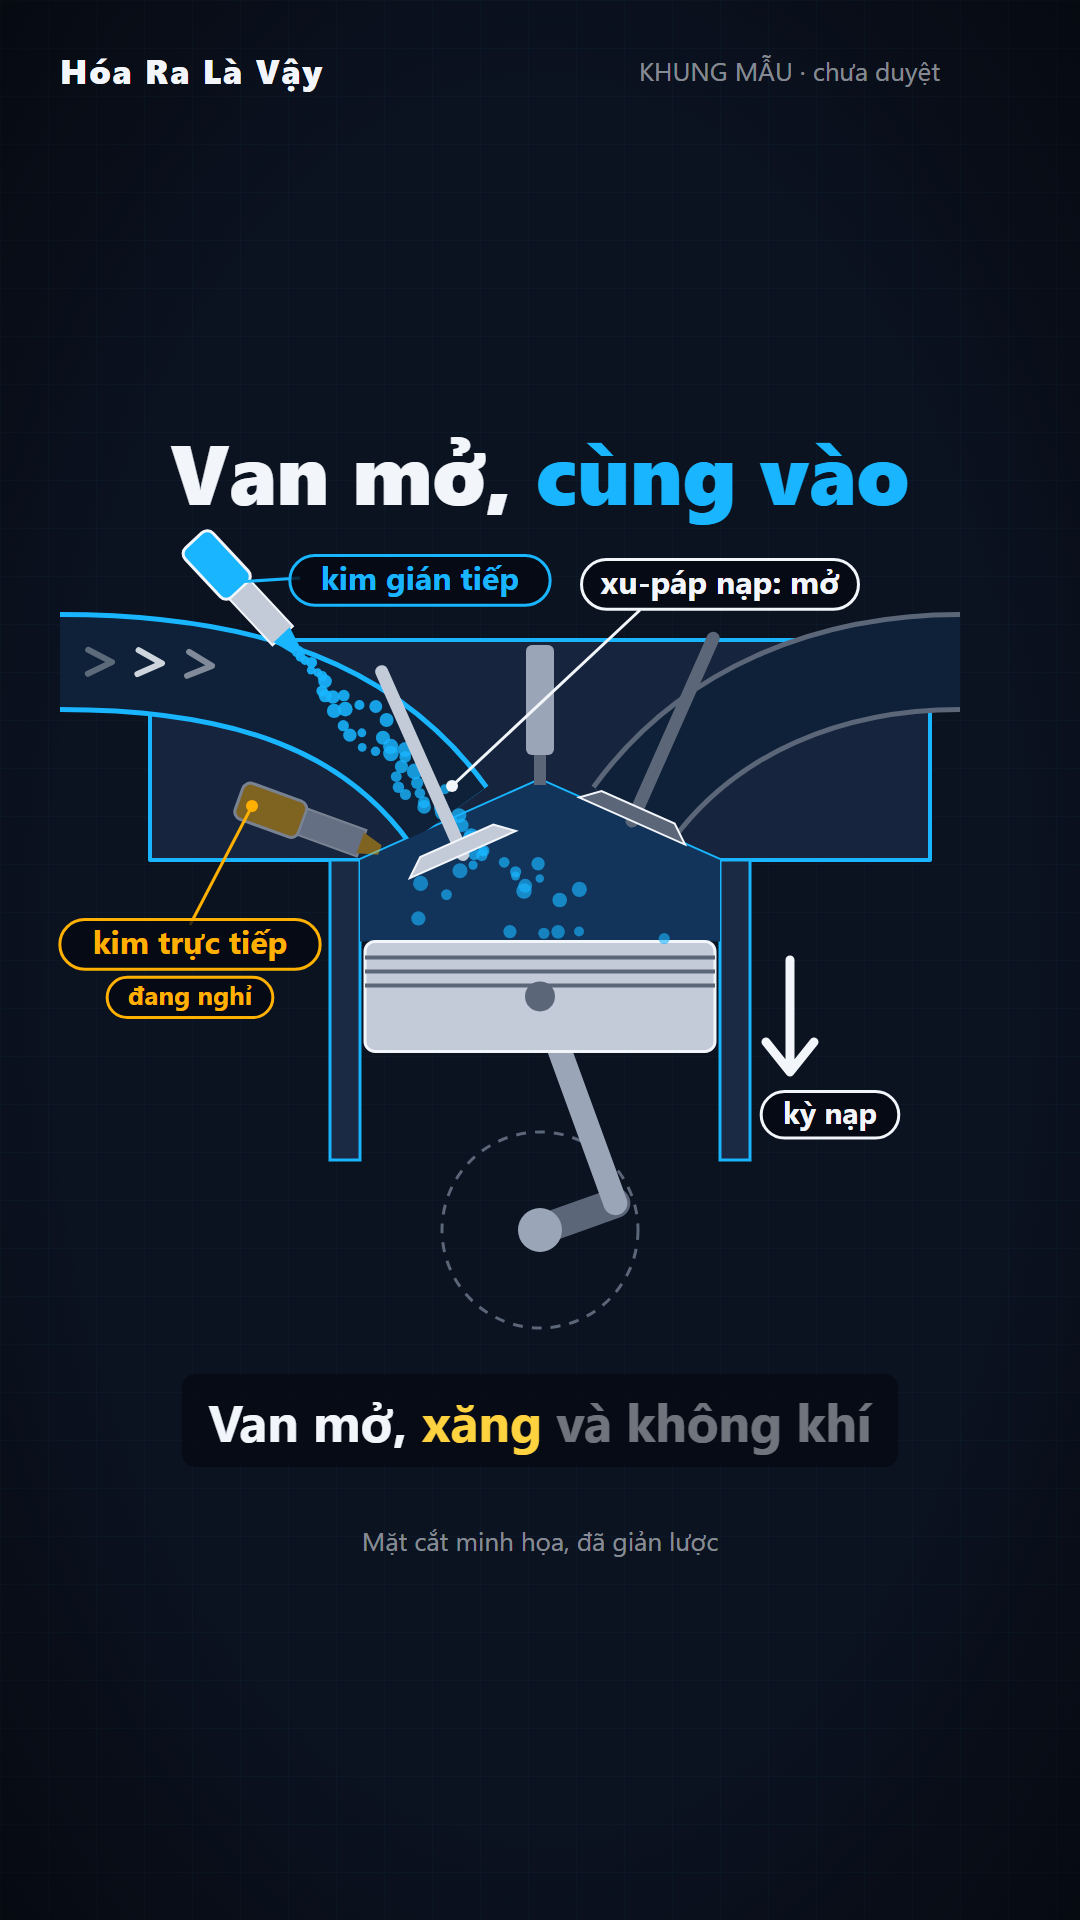 Hóa Ra Là Vậy
KHUNG MẪU · chưa duyệt
Van mở, cùng vào
kim gián tiếp
xu-páp nạp: mở
kim trực tiếp
đang nghỉ
kỳ nạp
Van mở, xăng và không khí
Mặt cắt minh họa, đã giản lược